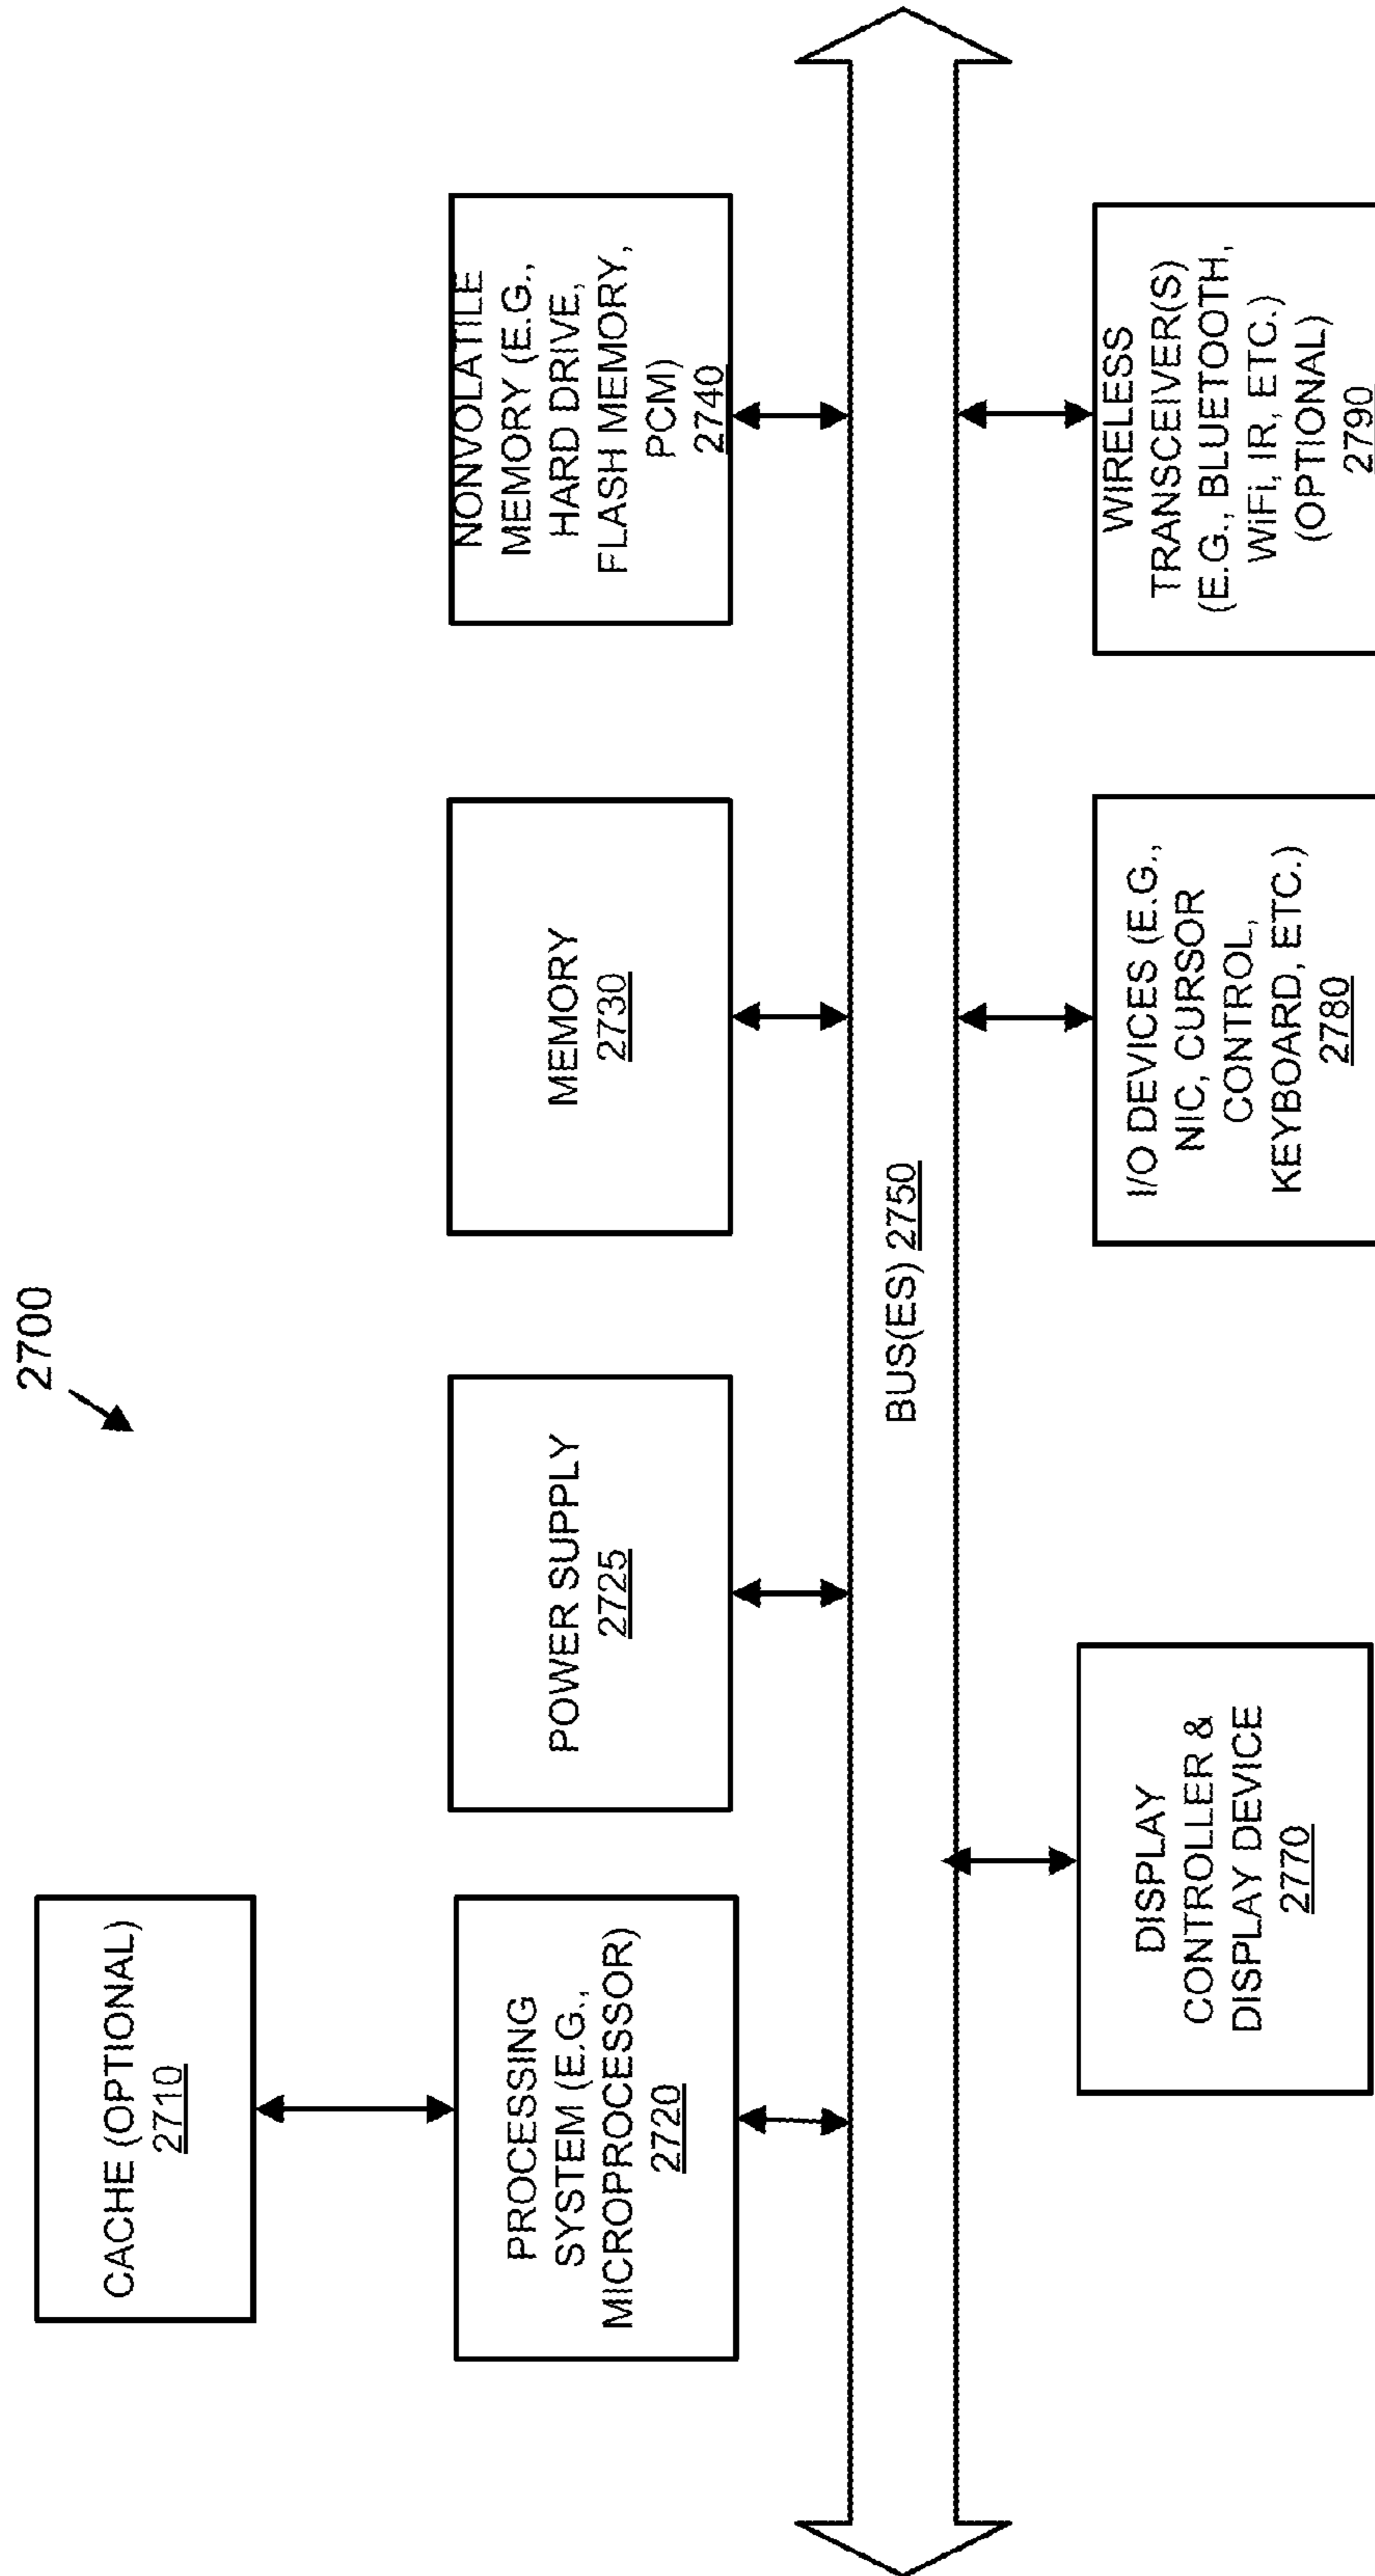 2700
CACHE (OPTIONAL)
2710
PROCESSING
SYSTEM (E.G.,
MICROPROCESSOR)
2720
POWER SUPPLY
2725
MEMORY
2730
NONVOLATILE
MEMORY (E.G.,
HARD DRIVE,
FLASH MEMORY,
PCM)
2740
BUS(ES) 2750
DISPLAY
CONTROLLER &
DISPLAY DEVICE
2770
I/O DEVICES (E.G.,
NIC, CURSOR
CONTROL,
KEYBOARD, ETC.)
2780
WIRELESS
TRANSCEIVER(S)
(E.G., BLUETOOTH,
WiFi, IR, ETC.)
(OPTIONAL)
2790